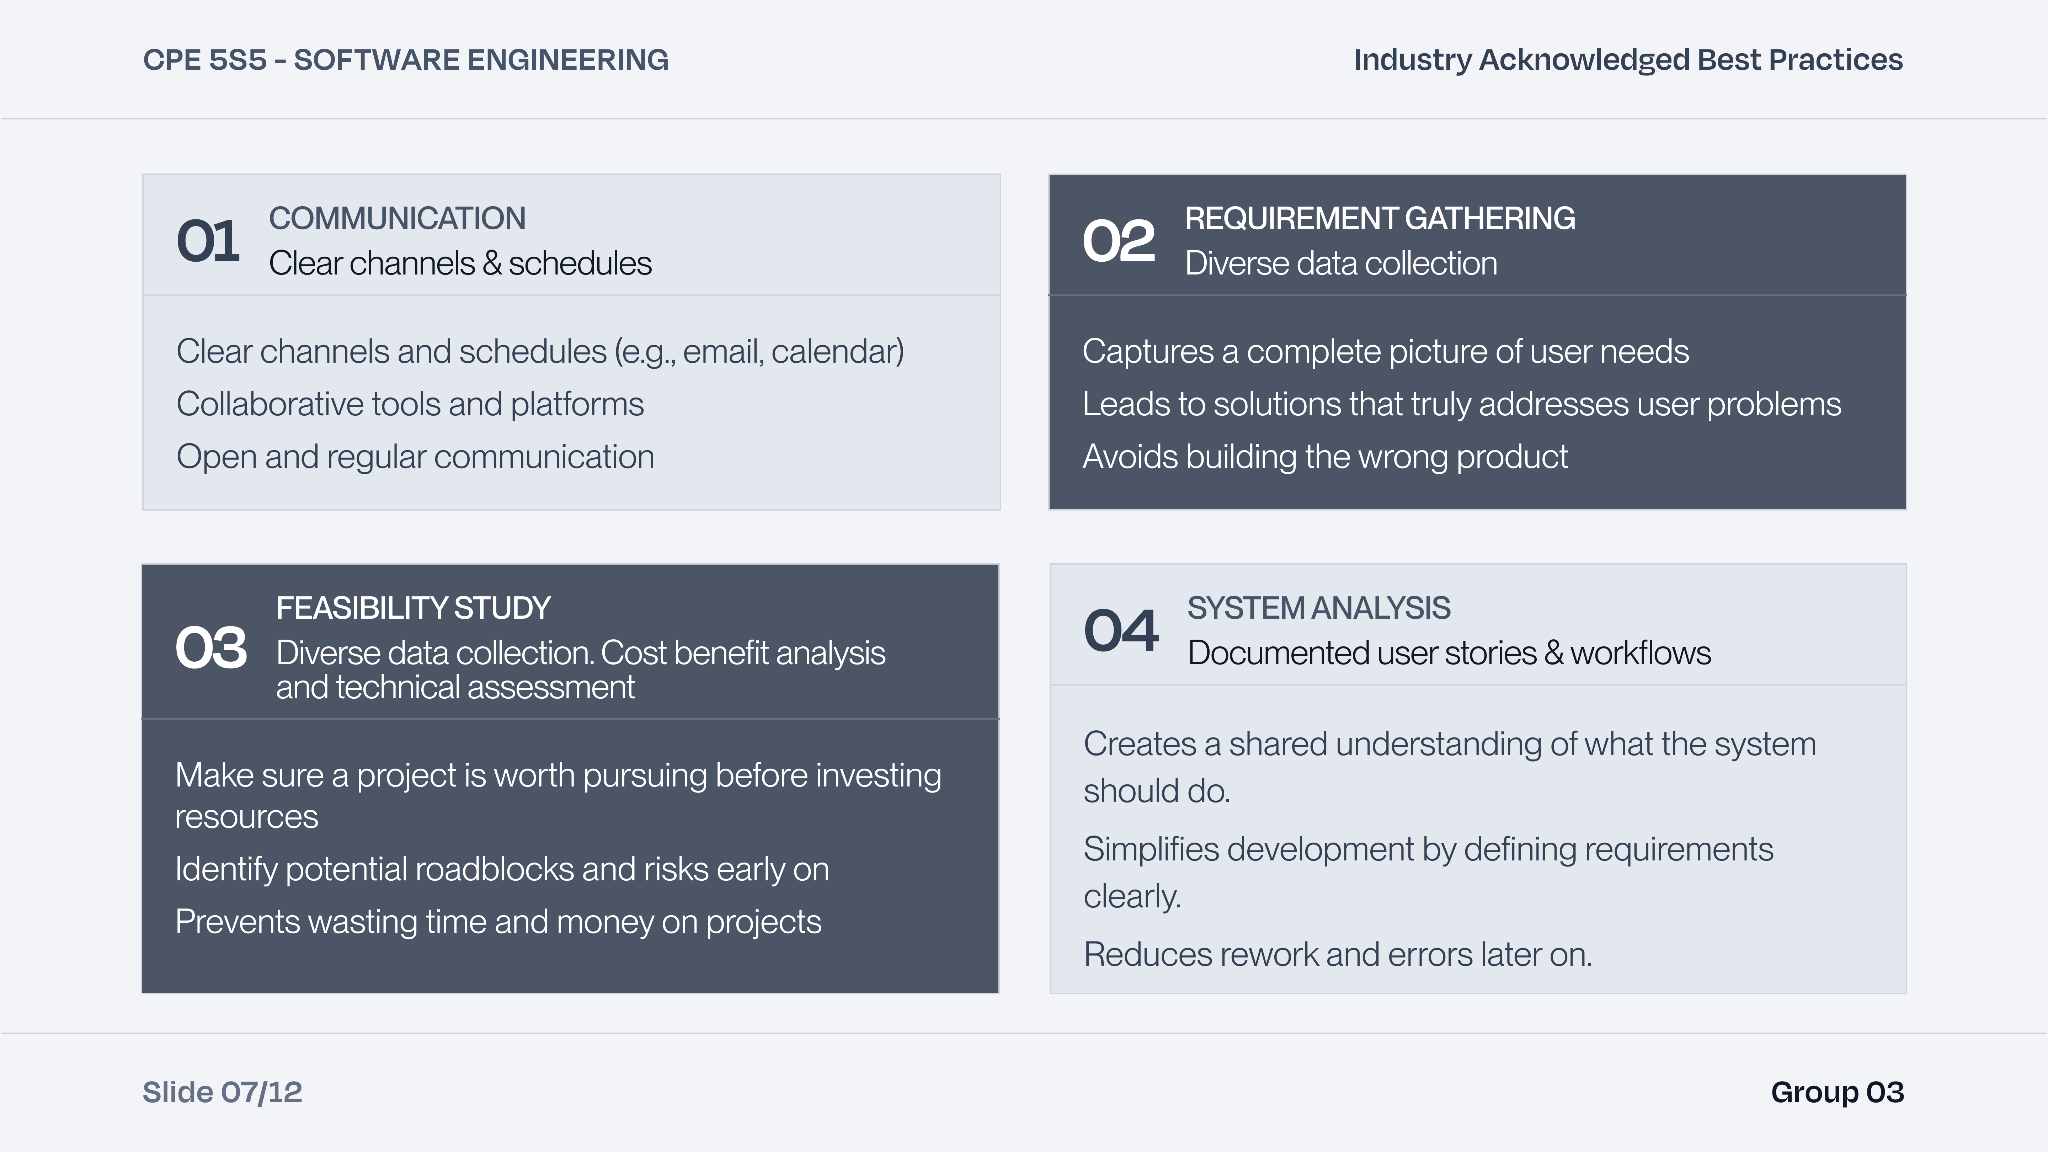 CPE 5S5 - SOFTWARE ENGINEERING
Industry Acknowledged Best Practices
01
COMMUNICATION
Clear channels & schedules
Clear channels and schedules (e.g., email, calendar)
Collaborative tools and platforms
Open and regular communication
02
REQUIREMENT GATHERING
Diverse data collection
Captures a complete picture of user needs
Leads to solutions that truly addresses user problems
Avoids building the wrong product
03
FEASIBILITY STUDY
Diverse data collection. Cost benefit analysis
and technical assessment
Make sure a project is worth pursuing before investing
resources
Identify potential roadblocks and risks early on
Prevents wasting time and money on projects
04
SYSTEM ANALYSIS
Documented user stories & workflows
Creates a shared understanding of what the system
should do.
Simplifies development by defining requirements
clearly.
Reduces rework and errors later on.
Slide 07/12
Group 03